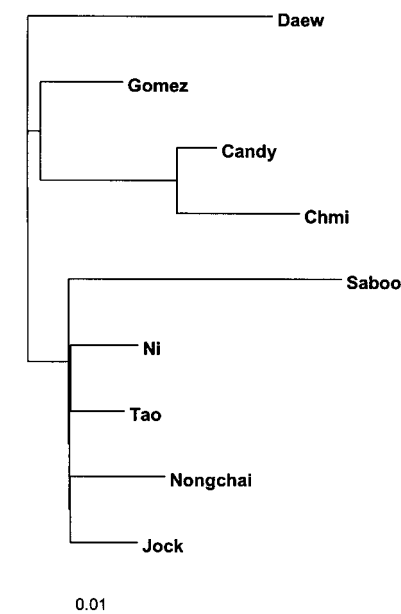 Daew
Gomez
Candy
Chmi
Saboo
Ni
Tao
Nongchai
Jock
0.01